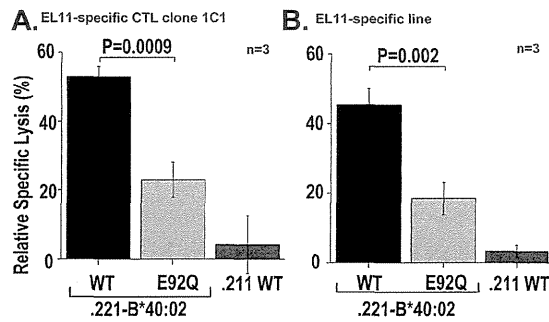 A. EL11-specific CTL clone 1C1
P=0.0009
n=3
Relative Specific Lysis (%)
60
40
20
0
WT E92Q .211 WT
.221-B*40:02
B. EL11-specific line
P=0.002
n=3
60
40
20
0
WT E92Q .211 WT
.221-B*40:02